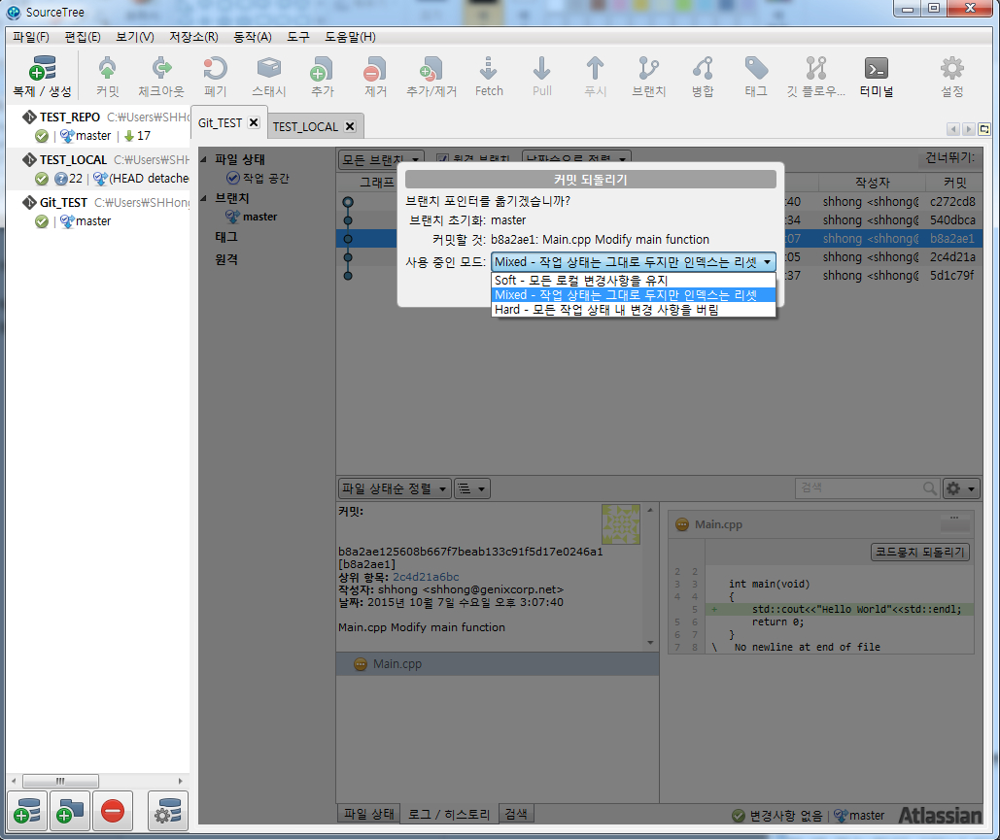 SourceTree
파일(F) 편집(E) 보기(V) 저장소(R) 동작(A) 도구 도움말(H)
복제 / 생성 커밋 체크아웃 폐기 스태시 추가 제거 추가/제거 Fetch Pull 푸시 브랜치 병합 태그 깃 플로우... 터미널 설정
TEST_REPO C:₩Users₩SHHo
master | 17
TEST_LOCAL C:₩Users₩SHH
22 | (HEAD detache
Git_TEST C:₩Users₩SHHong
master
Git_TEST TEST_LOCAL
파일 상태
작업 공간
브랜치
master
태그
원격
모든 브랜치 원격 브랜치 날짜순으로 정렬 건너뛰기:
그래프 작성자 커밋
:40 shhong <shhong@ c272cd8
:34 shhong <shhong@ 540dbca
:07 shhong <shhong@ b8a2ae1
:05 shhong <shhong@ 2c4d21a
:37 shhong <shhong@ 5d1c79f
커밋 되돌리기
브랜치 포인터를 옮기겠습니까?
브랜치 초기화: master
커밋할 것: b8a2ae1: Main.cpp Modify main function
사용 중인 모드: Mixed - 작업 상태는 그대로 두지만 인덱스는 리셋
Soft - 모든 로컬 변경사항을 유지
Mixed - 작업 상태는 그대로 두지만 인덱스는 리셋
Hard - 모든 작업 상태 내 변경 사항을 버림
파일 상태순 정렬 검색
커밋:
b8a2ae125608b667f7beab133c91f5d17e0246a1
[b8a2ae1]
상위 항목: 2c4d21a6bc
작성자: shhong <shhong@genixcorp.net>
날짜: 2015년 10월 7일 수요일 오후 3:07:40
Main.cpp Modify main function
Main.cpp
Main.cpp ...
코드뭉치 되돌리기
2 2
3 3 int main(void)
4 4 {
5 + std::cout<<"Hello World"<<std::endl;
5 6 return 0;
6 7 }
7 8 \ No newline at end of file
파일 상태 로그 / 히스토리 검색
변경사항 없음 | master Atlassian